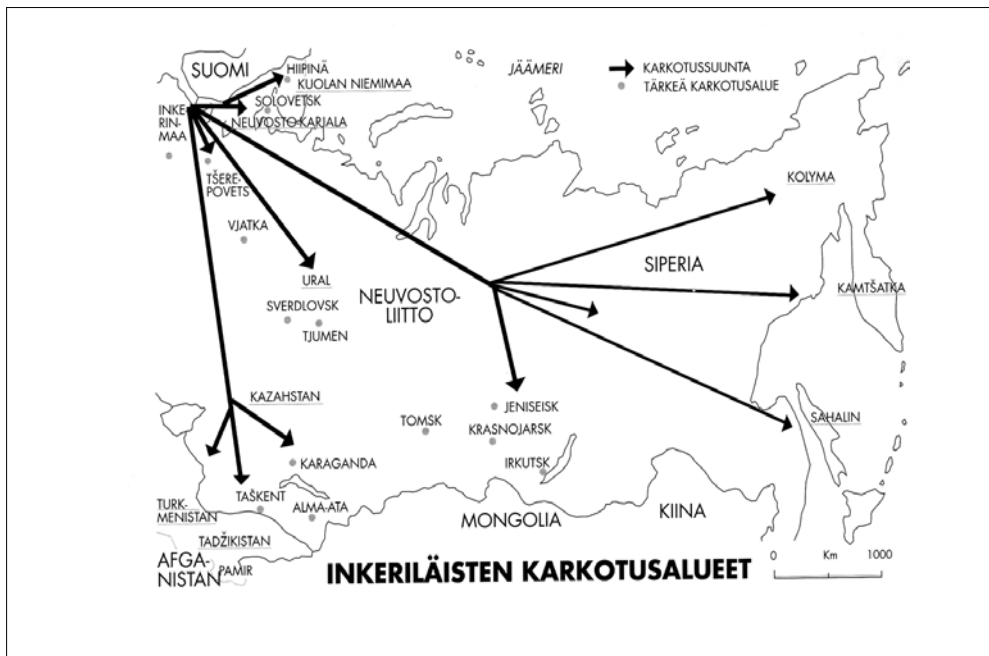 SUOMI
HIIPINÄ
KUOLAN NIEMIMAA
JÄÄMERI
KARKOTUSSUUNTA
TÄRKEÄ KARKOTUSALUE
SOLOVETSK
INKE
RIN-
MAA
NEUVOSTO-KARJALA
TŠERE-
POVETS
KOLYMA
VJATKA
SIPERIA
URAL
NEUVOSTO-
LIITTO
KAMTŠATKA
SVERDLOVSK
TJUMEN
KAZAHSTAN
JENISEISK
TOMSK
KRASNOJARSK
SAHALIN
KARAGANDA
IRKUTSK
TAŠKENT
ALMA-ATA
TURK-
MENISTAN
MONGOLIA
KIINA
TADŽIKISTAN
AFGA-
NISTAN
PAMIR
0 Km 1000
INKERILÄISTEN KARKOTUSALUEET